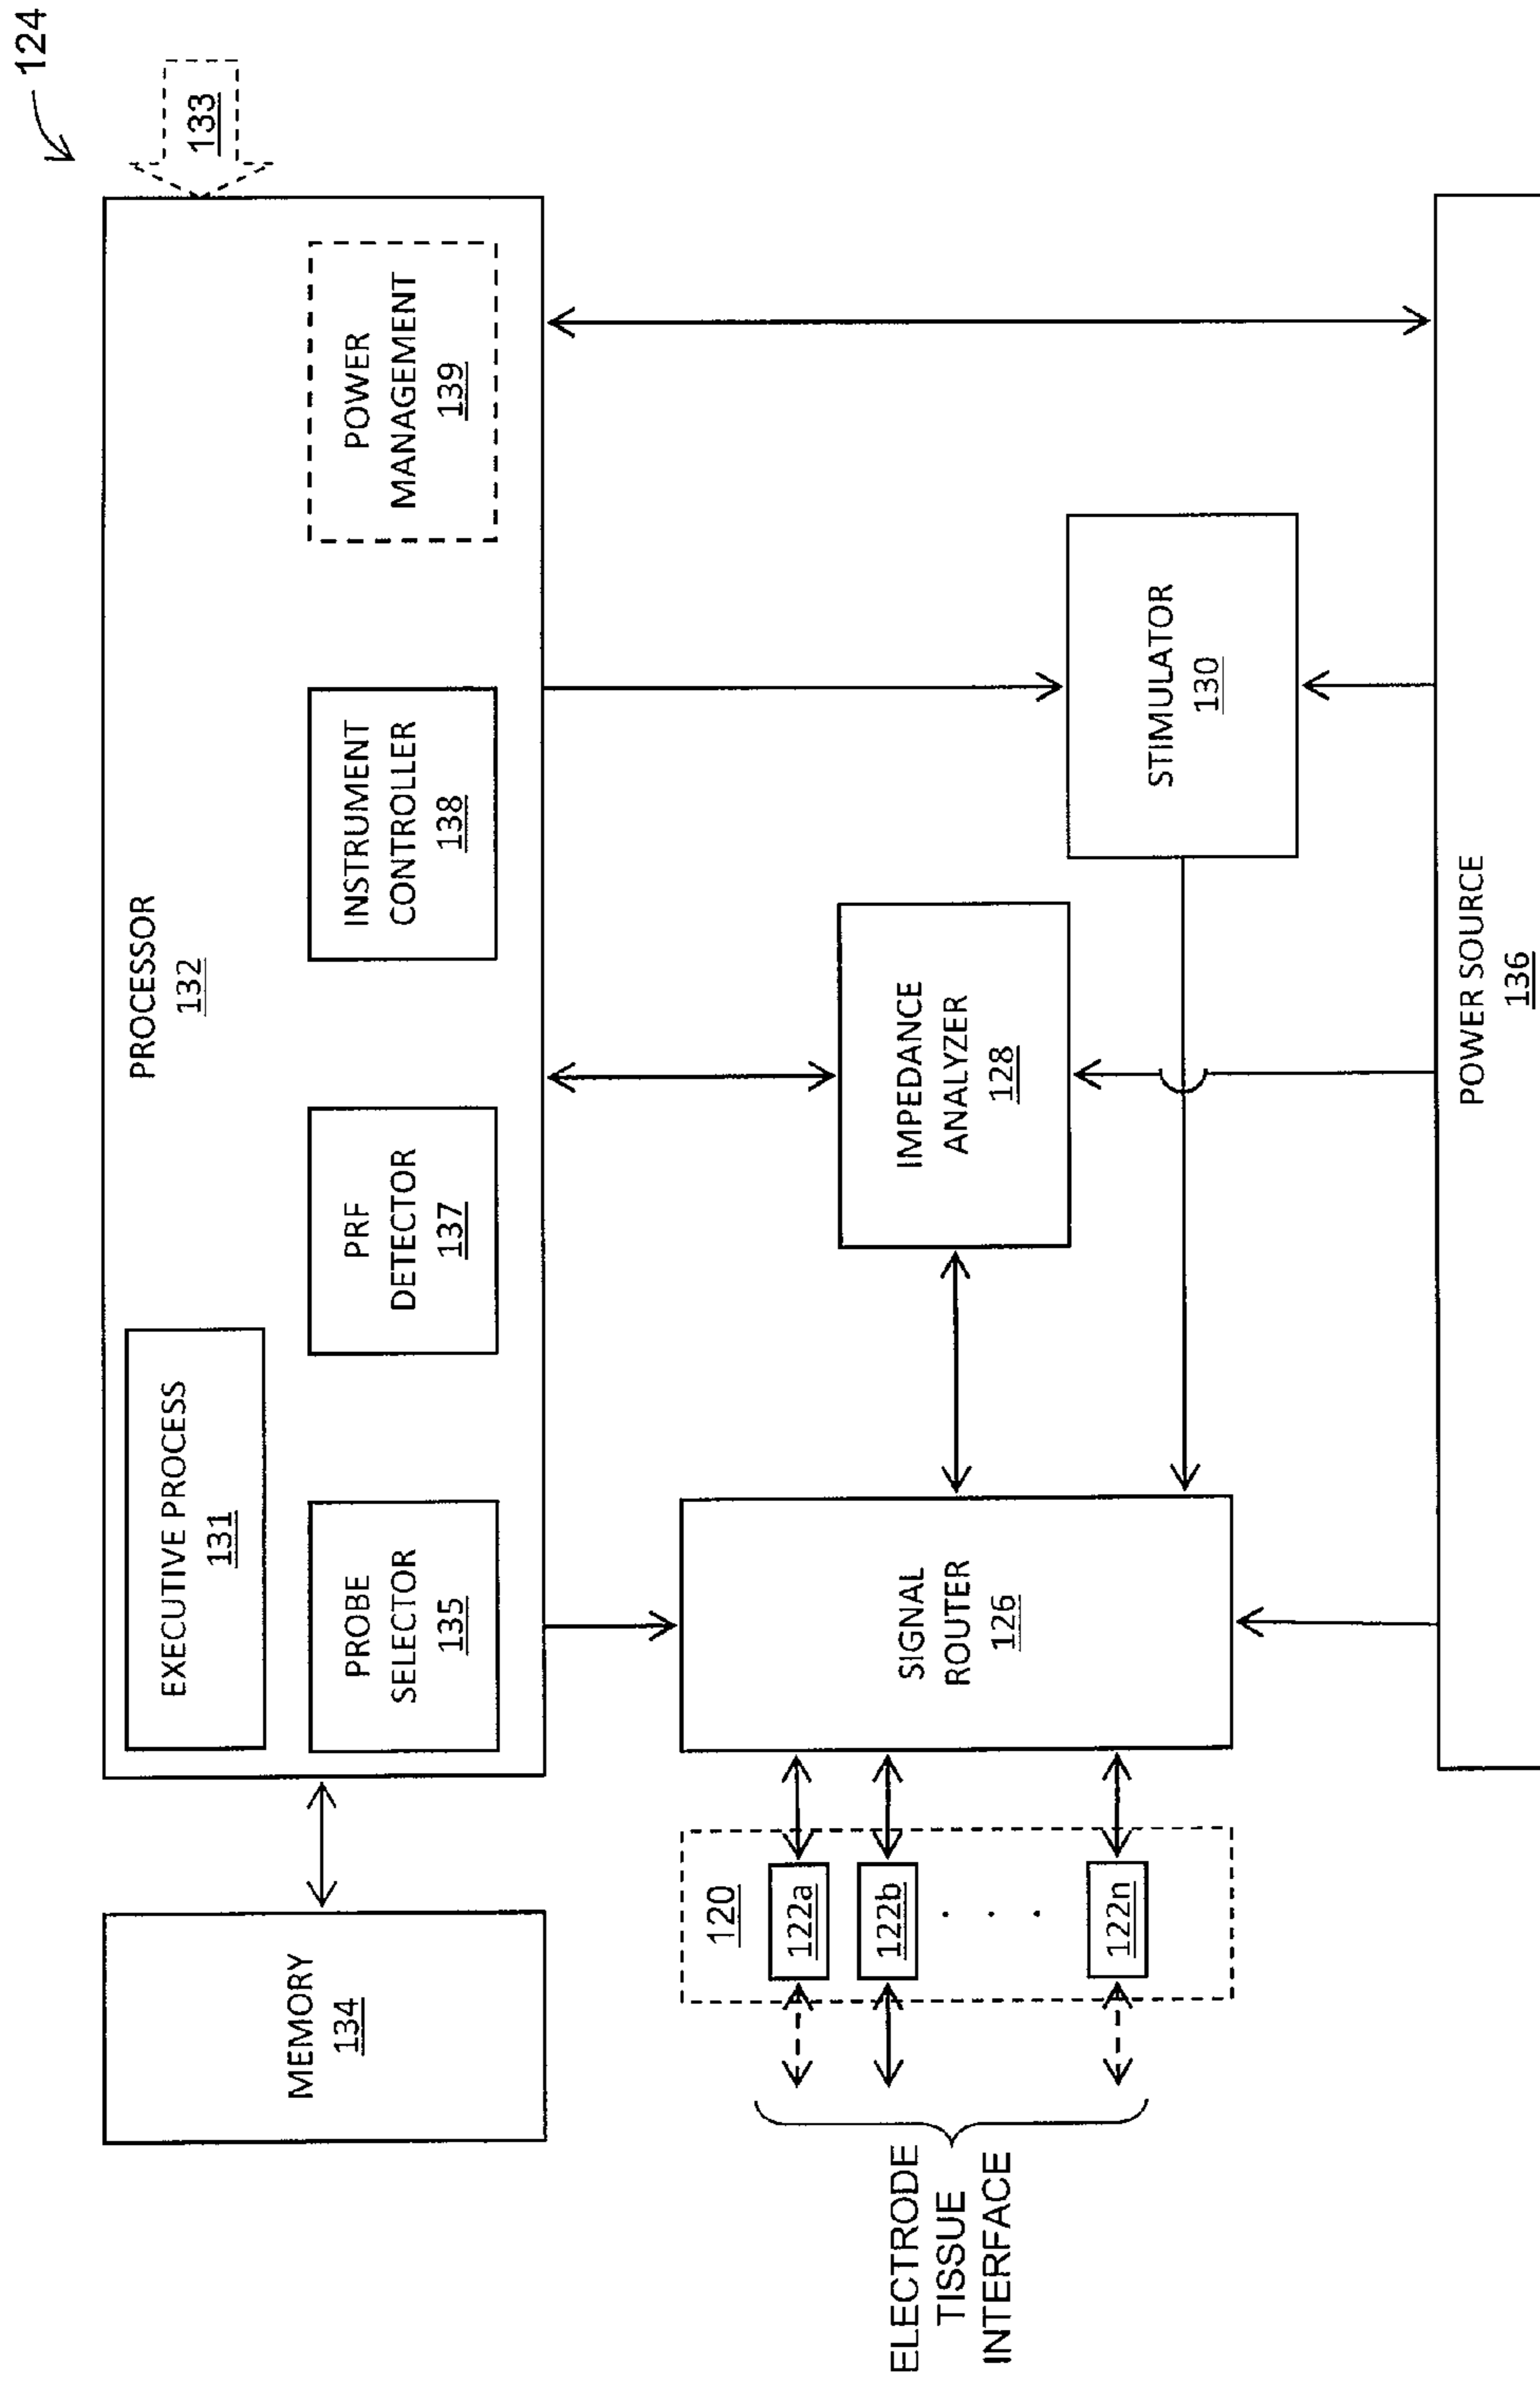 124
133
PROCESSOR
132
EXECUTIVE PROCESS
131
PROBE
SELECTOR
135
PRF
DETECTOR
137
INSTRUMENT
CONTROLLER
138
POWER
MANAGEMENT
139
MEMORY
134
120
122a
122b
. . .
122n
ELECTRODE
TISSUE
INTERFACE
SIGNAL
ROUTER
126
IMPEDANCE
ANALYZER
128
STIMULATOR
130
POWER SOURCE
136